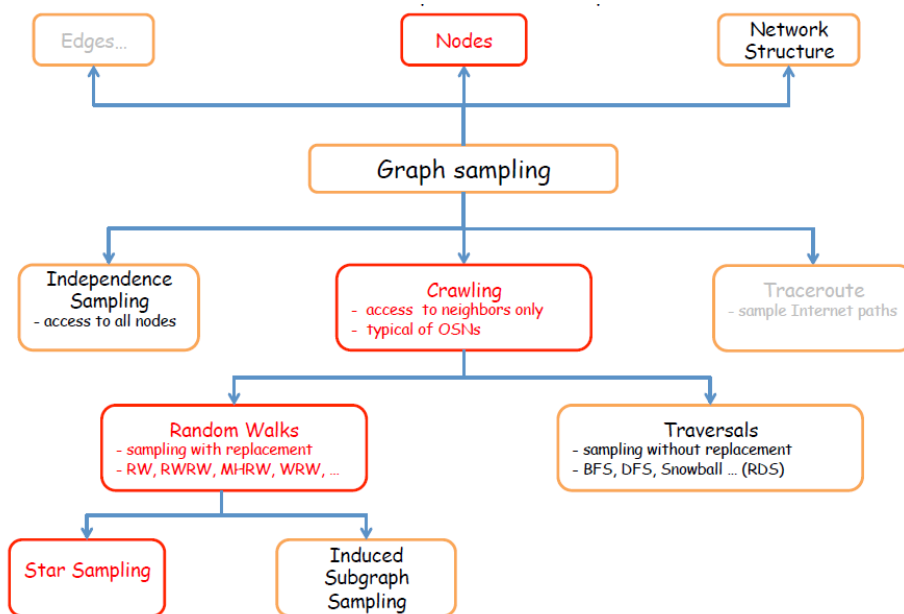 Edges...
Nodes
Network
Structure
Graph sampling
Independence
Sampling
- access to all nodes
Crawling
- access to neighbors only
- typical of OSNs
Traceroute
- sample Internet paths
Random Walks
- sampling with replacement
- RW, RWRW, MHRW, WRW, ...
Traversals
- sampling without replacement
- BFS, DFS, Snowball ... (RDS)
Star Sampling
Induced
Subgraph
Sampling